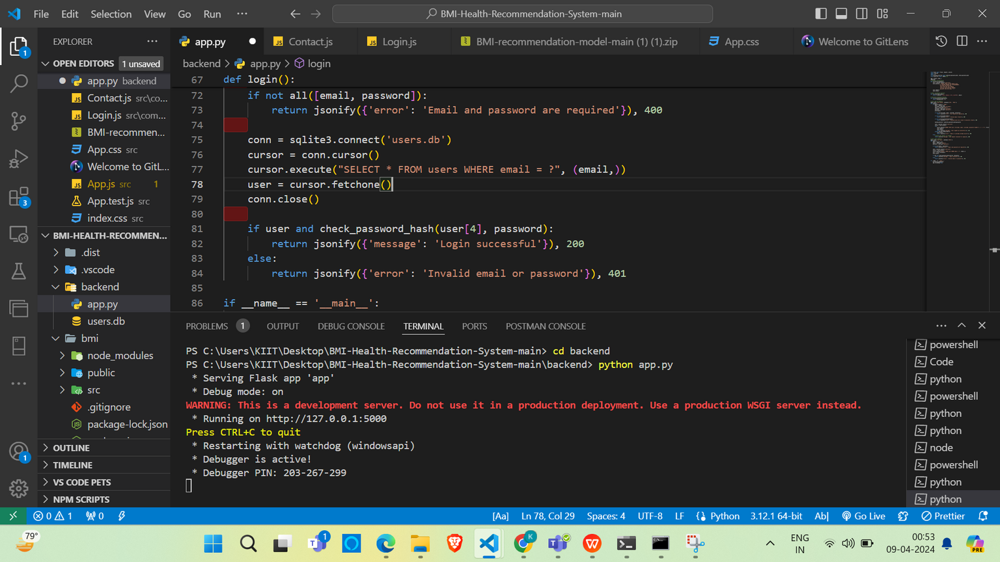 File Edit Selection View Go Run ··· BMI-Health-Recommendation-System-main
EXPLORER ···
app.py Contact.js Login.js BMI-recommendation-model-main (1) (1).zip App.css Welcome to GitLens ···
OPEN EDITORS 1 unsaved
app.py backend
Contact.js src\co...
Login.js src\com...
BMI-recommen...
App.css src
Welcome to GitL...
App.js src 1
App.test.js src
index.css src
BMI-HEALTH-RECOMMEN...
.dist
.vscode
backend
app.py
users.db
bmi
node_modules
public
src
.gitignore
package-lock.json
OUTLINE
TIMELINE
VS CODE PETS
NPM SCRIPTS
1
3
1
backend > app.py > login
67 def login():
72 if not all([email, password]):
73 return jsonify({'error': 'Email and password are required'}), 400
74
75 conn = sqlite3.connect('users.db')
76 cursor = conn.cursor()
77 cursor.execute("SELECT * FROM users WHERE email = ?", (email,))
78 user = cursor.fetchone()
79 conn.close()
80
81 if user and check_password_hash(user[4], password):
82 return jsonify({'message': 'Login successful'}), 200
83 else:
84 return jsonify({'error': 'Invalid email or password'}), 401
85
86 if __name__ == '__main__':
PROBLEMS 1 OUTPUT DEBUG CONSOLE TERMINAL PORTS POSTMAN CONSOLE ···
PS C:\Users\KIIT\Desktop\BMI-Health-Recommendation-System-main> cd backend
PS C:\Users\KIIT\Desktop\BMI-Health-Recommendation-System-main\backend> python app.py
* Serving Flask app 'app'
* Debug mode: on
WARNING: This is a development server. Do not use it in a production deployment. Use a production WSGI server instead.
* Running on http://127.0.0.1:5000
Press CTRL+C to quit
* Restarting with watchdog (windowsapi)
* Debugger is active!
* Debugger PIN: 203-267-299
powershell
Code
python
powershell
python
python
node
powershell
python
python
0 1 0 [Aa] Ln 78, Col 29 Spaces: 4 UTF-8 LF Python 3.12.1 64-bit Ab| Go Live Prettier
79° 1 K W PRE
ENG
IN
00:53
09-04-2024